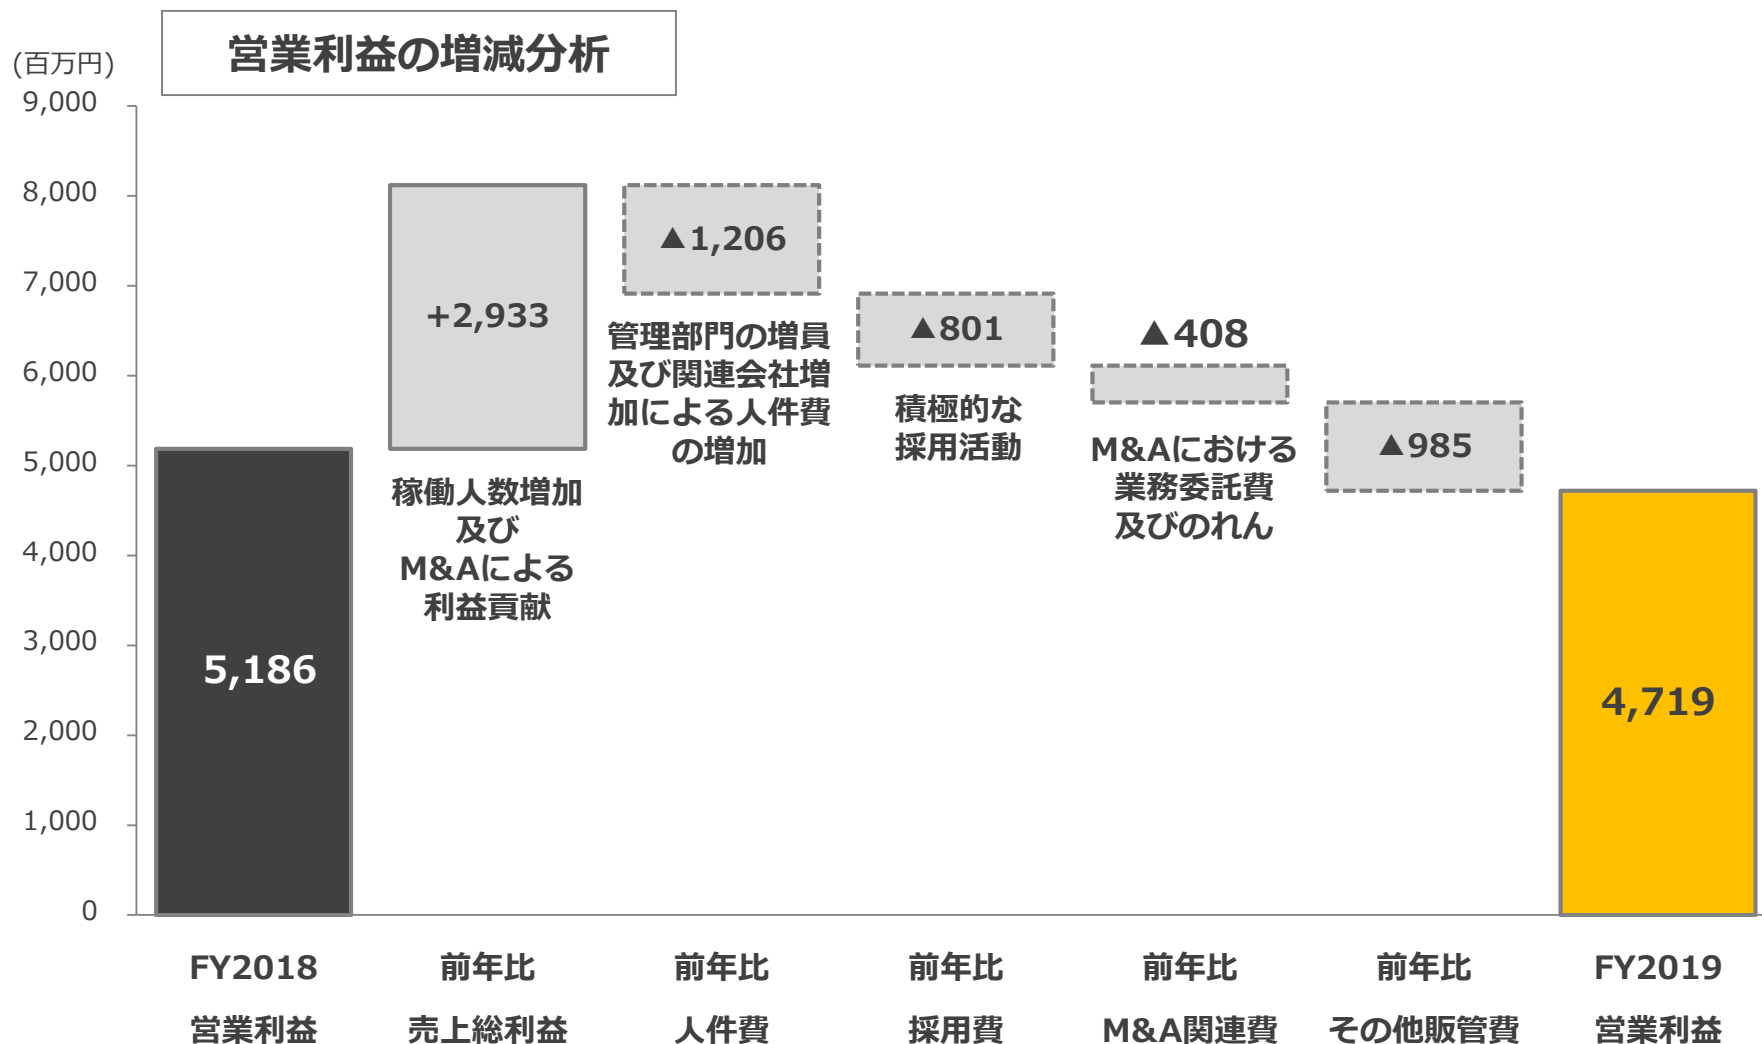 営業利益の増減分析
(百万円)
9,000
8,000
7,000
6,000
5,000
4,000
3,000
2,000
1,000
0
5,186
+2,933
稼働人数増加
及び
M&Aによる
利益貢献
▲1,206
管理部門の増員
及び関連会社増
加による人件費
の増加
▲801
積極的な
採用活動
▲408
M&Aにおける
業務委託費
及びのれん
▲985
4,719
FY2018
営業利益
前年比
売上総利益
前年比
人件費
前年比
採用費
前年比
M&A関連費
前年比
その他販管費
FY2019
営業利益